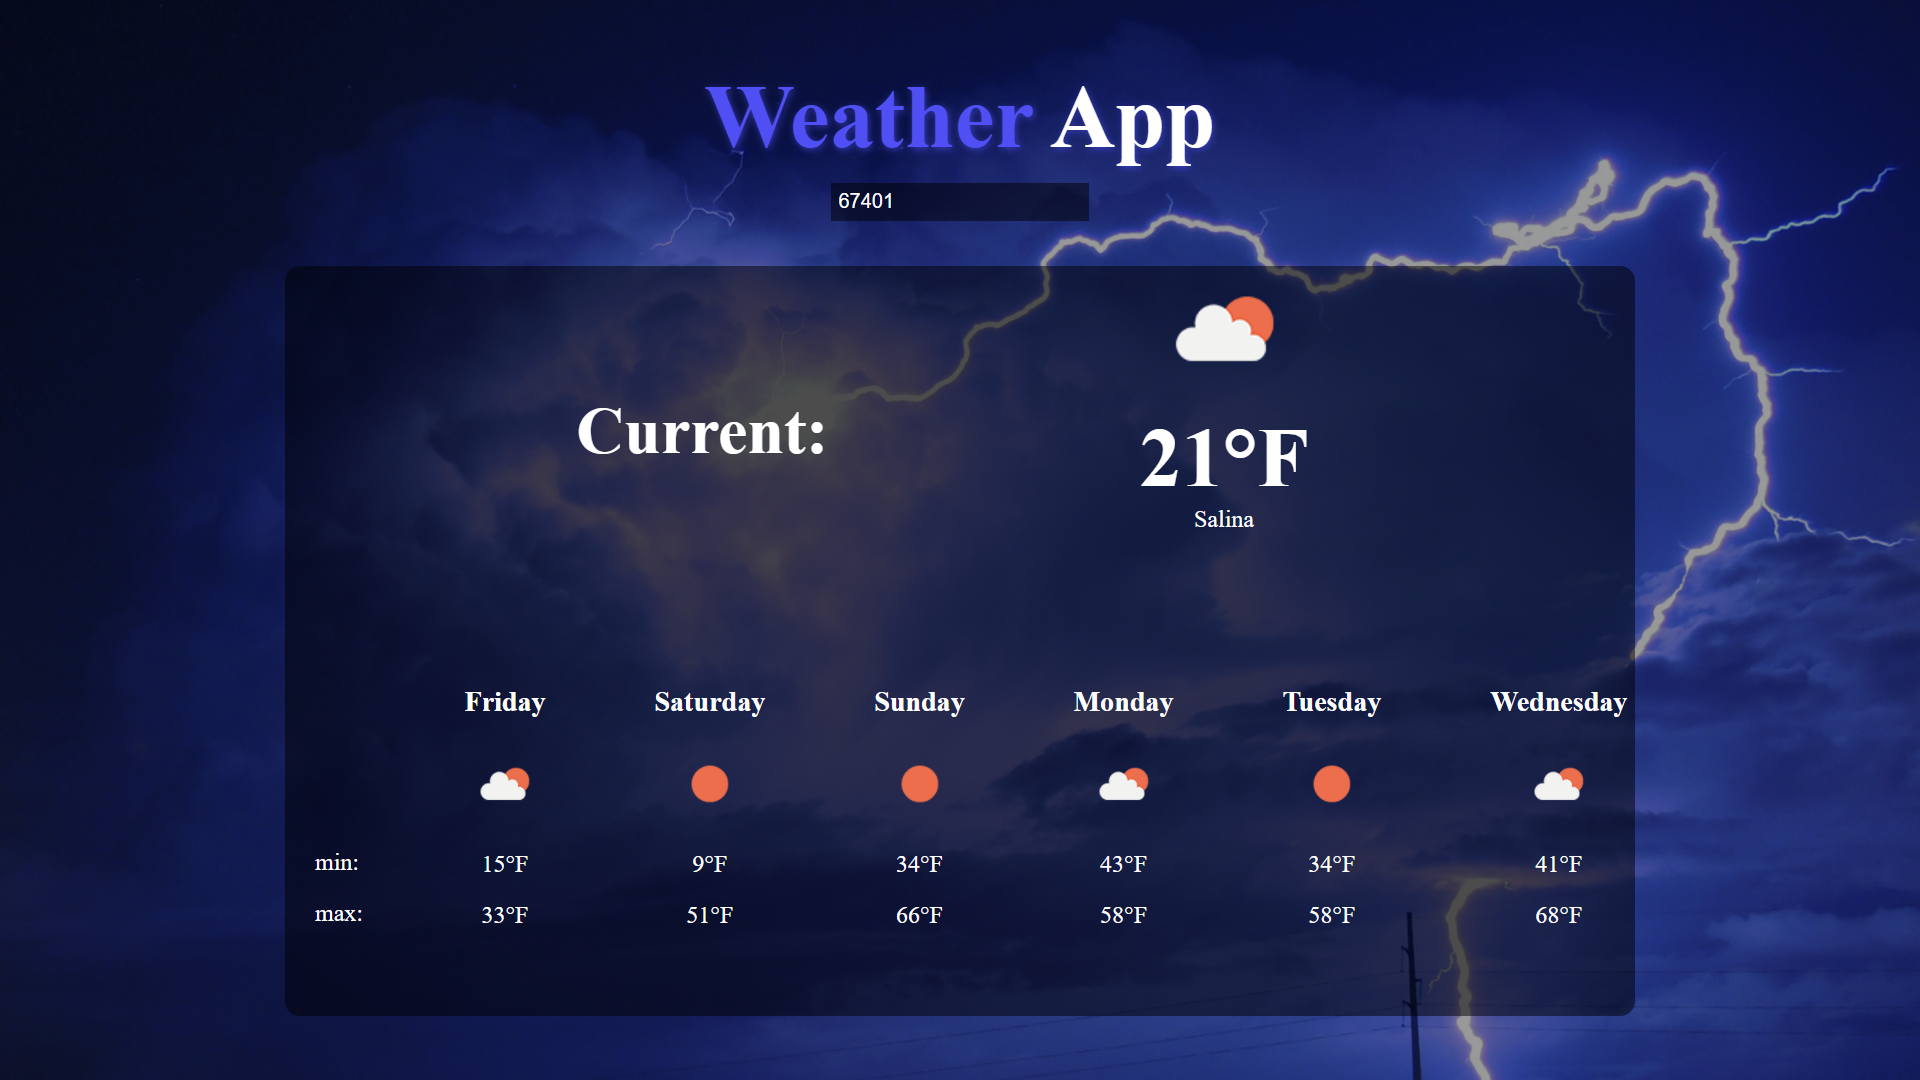 Weather App
67401
Current:
21°F
Salina
Friday Saturday Sunday Monday Tuesday Wednesday
min: 15°F 9°F 34°F 43°F 34°F 41°F
max: 33°F 51°F 66°F 58°F 58°F 68°F